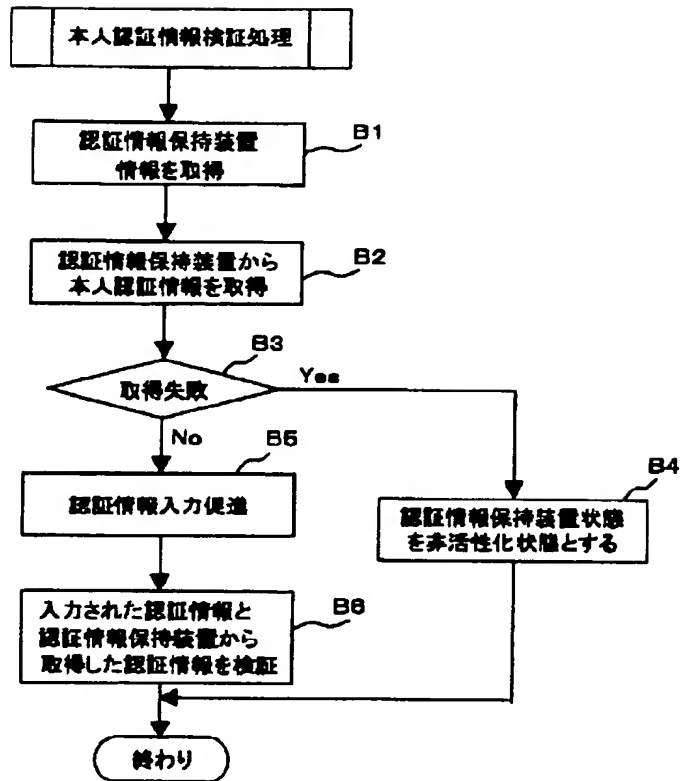 本人認証情報検証処理
認証情報保持装置
情報を取得
B1
認証情報保持装置から
本人認証情報を取得
B2
B3
取得失敗
Yes
No
B5
認証情報入力促進
B4
認証情報保持装置状態
を非活性化状態とする
入力された認証情報と
認証情報保持装置から
取得した認証情報を検証
B6
終わり